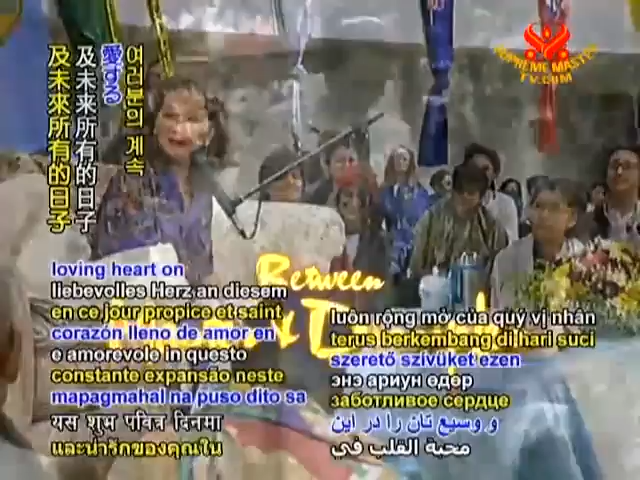 SUPREME MASTER
TV.COM
여러분의 계속
愛する
及未來所有的日子
及未來所有的日子
Between
loving heart on
liebevolles Herz an diesem
en ce jour propice et saint
corazón lleno de amor en
e amorevole in questo
constante expansão neste
mapagmahal na puso dito sa
यस शुभ पवित्र दिनमा
และน่ารักของคุณใน
luôn rộng mở của quý vị nhân
terus berkembang di hari suci
szerető szívüket ezen
энэ ариун өдөр
заботливое сердце
و وسیع تان را در این
محبة القلب في